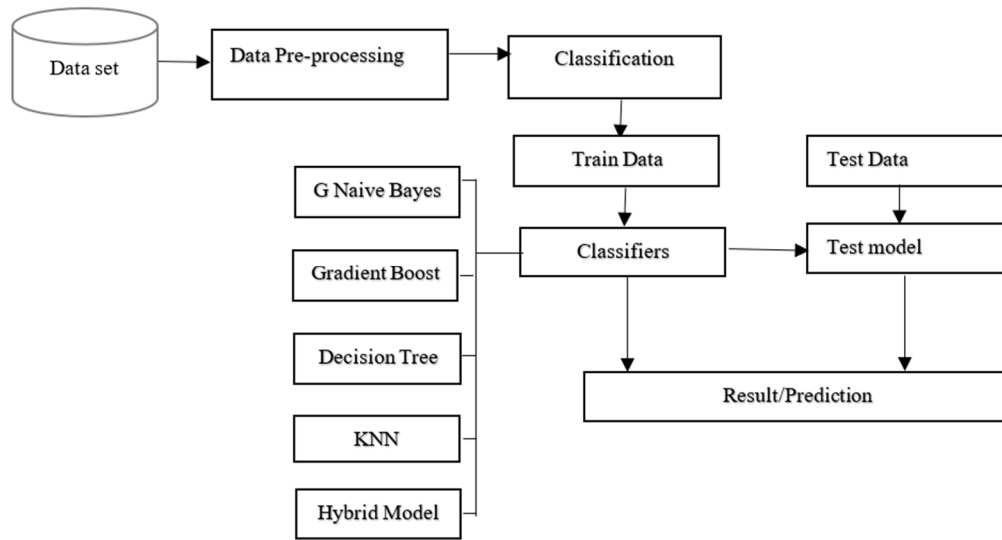 Data set
Data Pre-processing
Classification
Train Data
Test Data
G Naive Bayes
Classifiers
Test model
Gradient Boost
Decision Tree
Result/Prediction
KNN
Hybrid Model